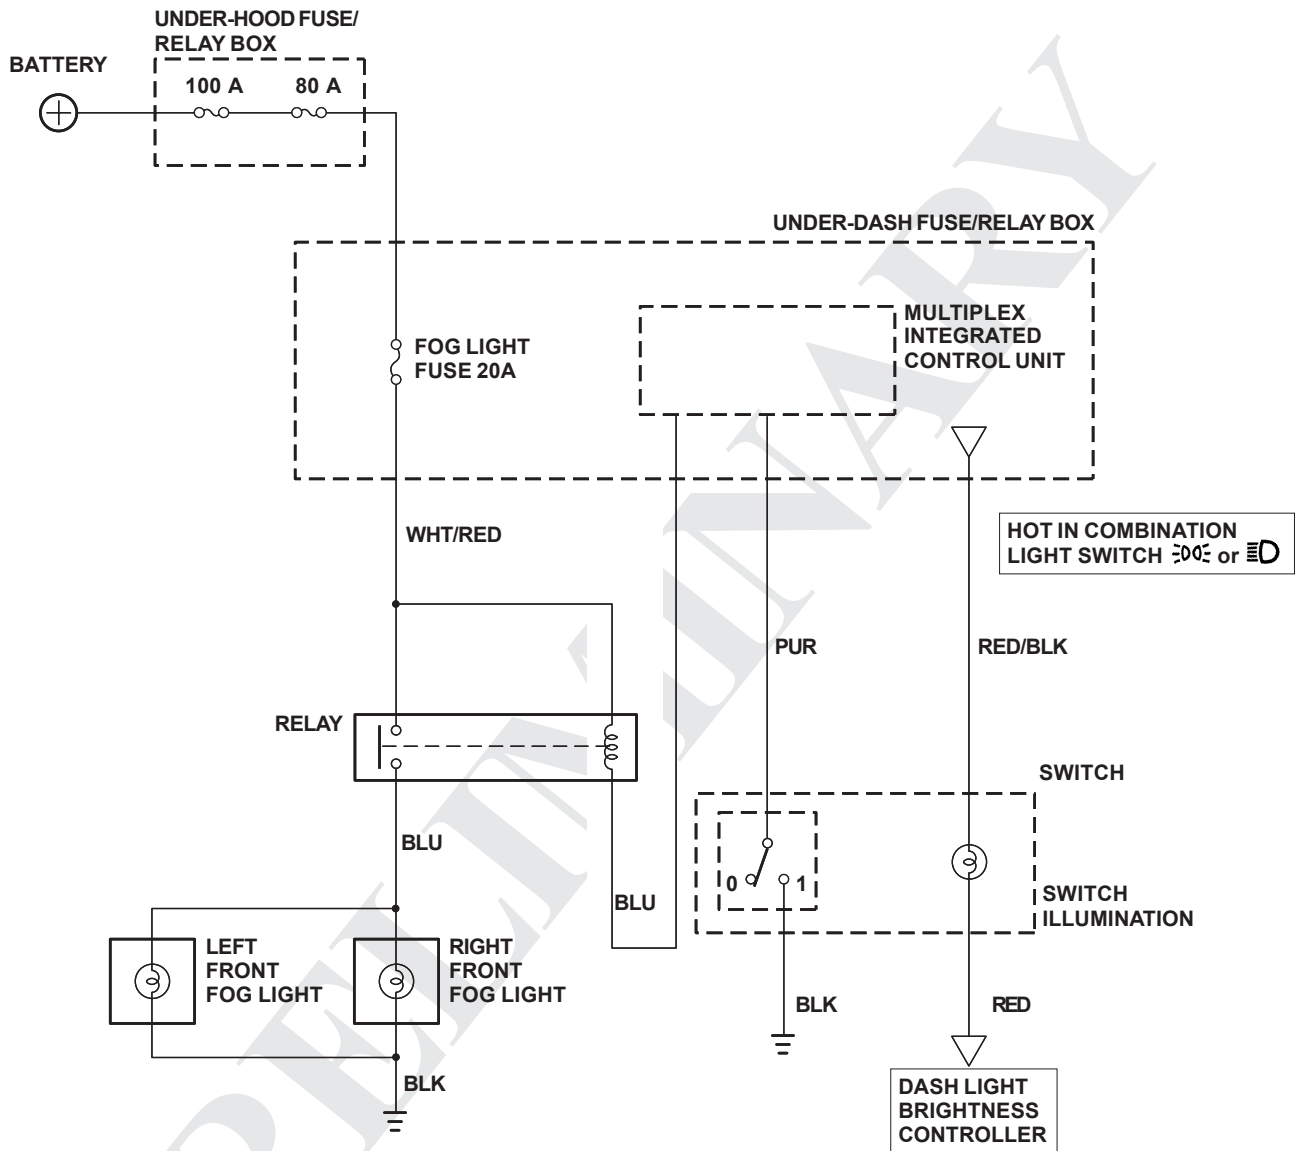 UNDER-HOOD FUSE/
RELAY BOX
BATTERY
100 A
80 A
UNDER-DASH FUSE/RELAY BOX
MULTIPLEX
INTEGRATED
CONTROL UNIT
FOG LIGHT
FUSE 20A
WHT/RED
HOT IN COMBINATION
LIGHT SWITCH or
PUR
RED/BLK
RELAY
SWITCH
BLU
0
1
SWITCH
ILLUMINATION
BLU
LEFT
FRONT
FOG LIGHT
RIGHT
FRONT
FOG LIGHT
BLK
RED
BLK
DASH LIGHT
BRIGHTNESS
CONTROLLER
PRELIMINARY